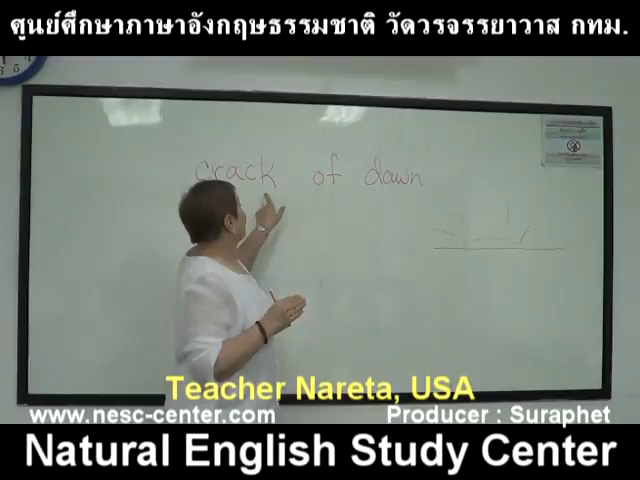 ศูนย์ศึกษาภาษาอังกฤษธรรมชาติ วัดวรจรรยาวาส กทม.
crack of dawn
Teacher Nareta, USA
www.nesc-center.com Producer : Suraphet
Natural English Study Center